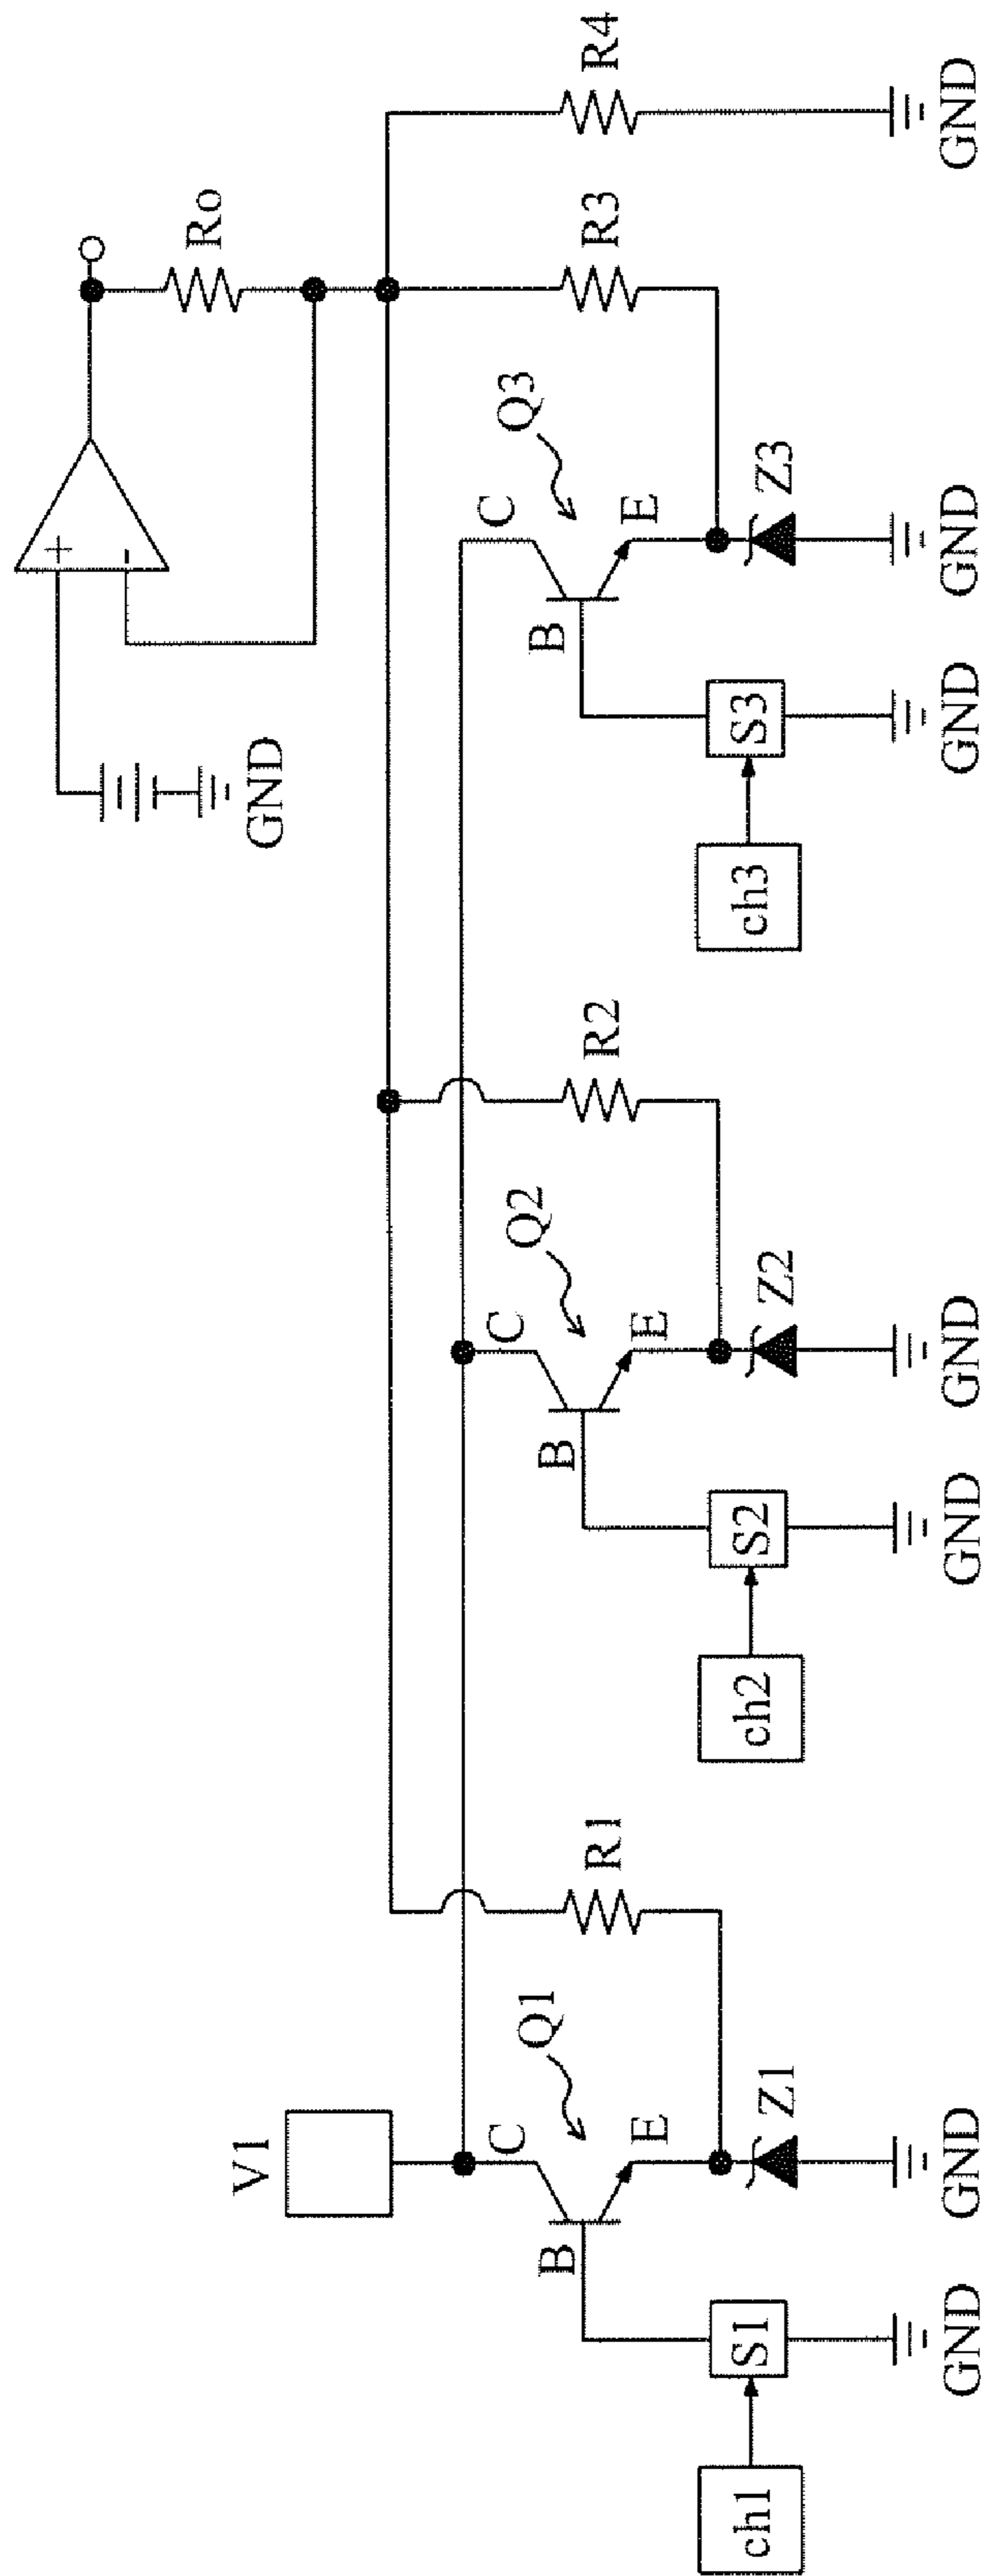 V1
C
Q1
B
E
R1
ch1
S1
Z1
GND
GND
C
Q2
B
E
R2
ch2
S2
Z2
GND
GND
+
-
GND
Ro
C
Q3
B
E
R3
R4
ch3
S3
Z3
GND
GND
GND